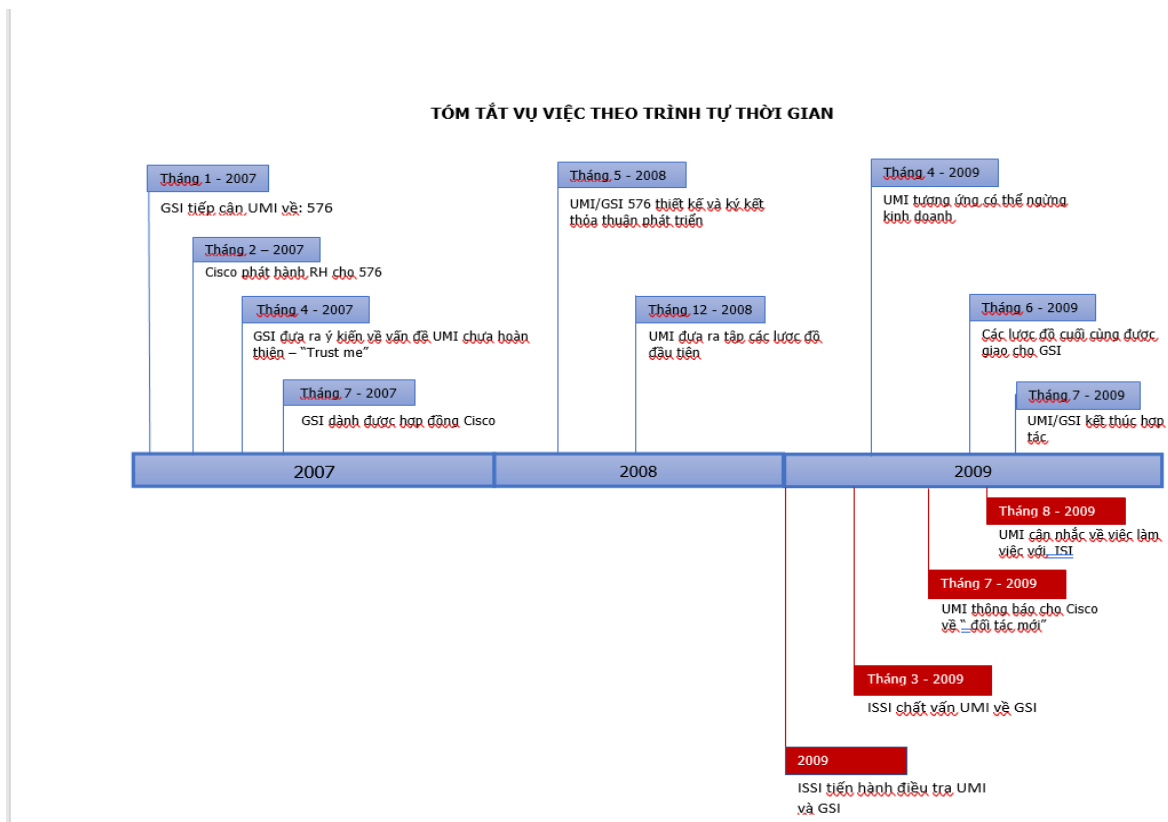 TÓM TẮT VỤ VIỆC THEO TRÌNH TỰ THỜI GIAN
Tháng 1 - 2007
GSI tiếp cận UMI về: 576
Tháng 2 – 2007
Cisco phát hành RH cho 576
Tháng 4 - 2007
GSI đưa ra ý kiến về vấn đề UMI chưa hoàn
thiện – “Trust me”
Tháng 7 - 2007
GSI dành được hợp đồng Cisco
Tháng 5 - 2008
UMI/GSI 576 thiết kế và ký kết
thỏa thuận phát triển
Tháng 12 - 2008
UMI đưa ra tập các lược đồ
đầu tiên
Tháng 4 - 2009
UMI tương ứng có thể ngừng
kinh doanh
Tháng 6 - 2009
Các lược đồ cuối cùng được
giao cho GSI
Tháng 7 - 2009
UMI/GSI kết thúc hợp
tác
2007
2008
2009
Tháng 8 - 2009
UMI cân nhắc về việc làm
việc với ISI
Tháng 7 - 2009
UMI thông báo cho Cisco
về “ đối tác mới”
Tháng 3 - 2009
ISSI chất vấn UMI về GSI
2009
ISSI tiến hành điều tra UMI
và GSI